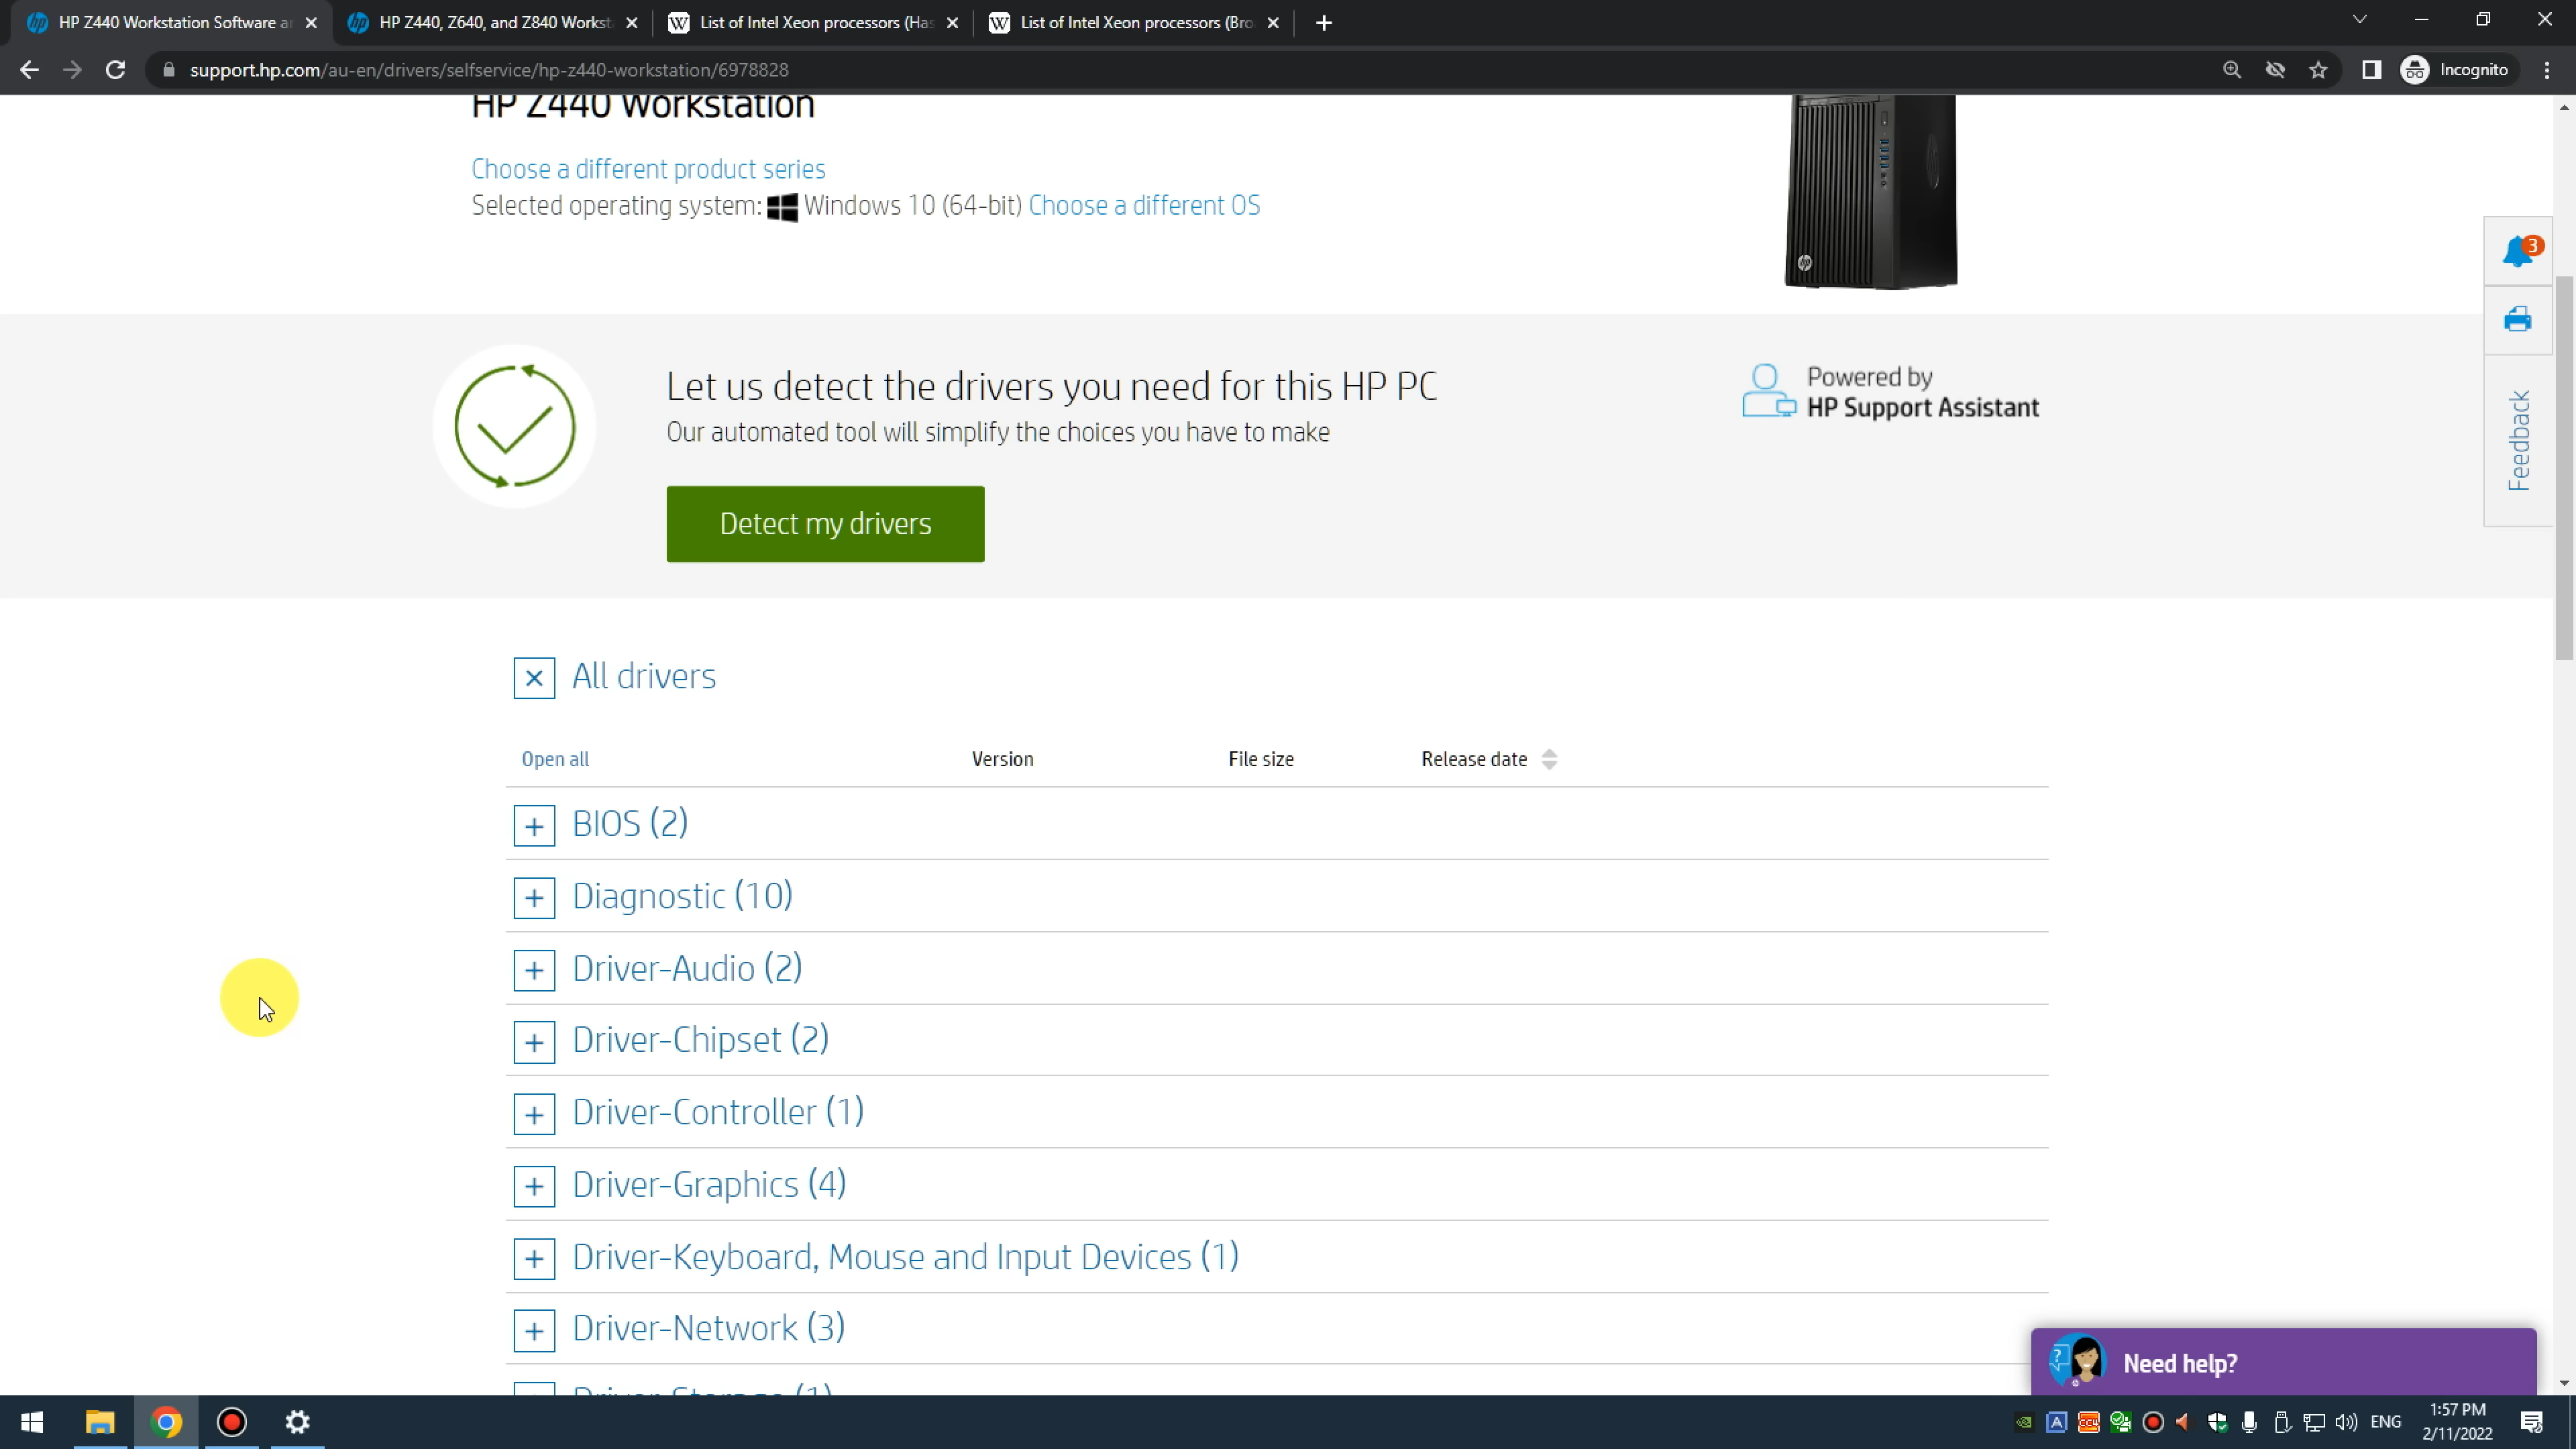 HP Z440 Workstation Software a
HP Z440, Z640, and Z840 Workst
List of Intel Xeon processors (Has
List of Intel Xeon processors (Bro
support.hp.com/au-en/drivers/selfservice/hp-z440-workstation/6978828
Incognito
HP Z440 Workstation
Choose a different product series
Selected operating system: Windows 10 (64-bit) Choose a different OS
3
Feedback
Let us detect the drivers you need for this HP PC
Our automated tool will simplify the choices you have to make
Powered by
HP Support Assistant
Detect my drivers
All drivers
Open all
Version
File size
Release date
BIOS (2)
Diagnostic (10)
Driver-Audio (2)
Driver-Chipset (2)
Driver-Controller (1)
Driver-Graphics (4)
Driver-Keyboard, Mouse and Input Devices (1)
Driver-Network (3)
Driver-Storage (1)
Need help?
ENG
1:57 PM
2/11/2022